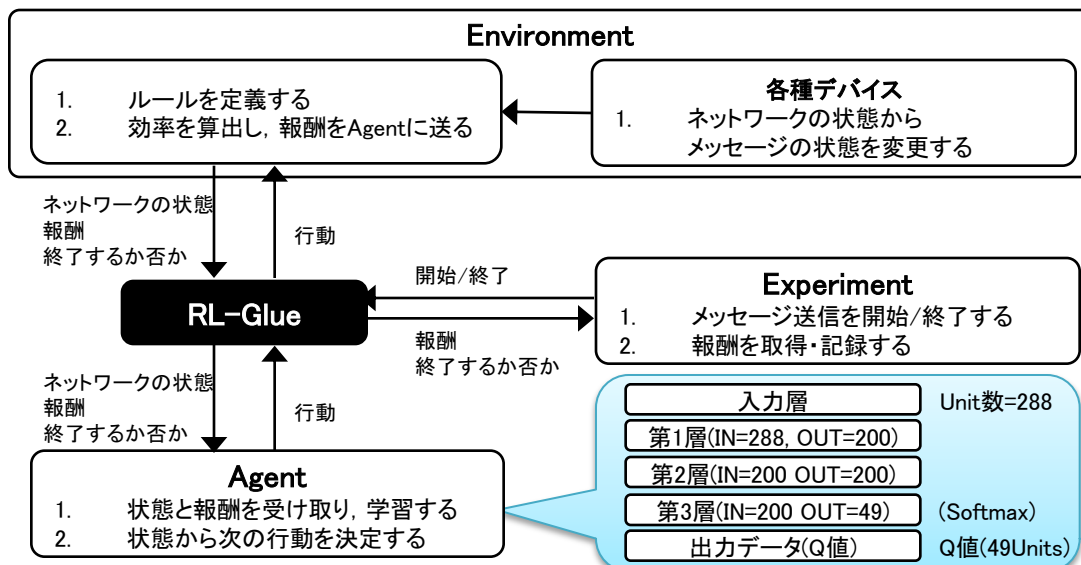 Environment
1. ルールを定義する
2. 効率を算出し, 報酬をAgentに送る
各種デバイス
1. ネットワークの状態から
メッセージの状態を変更する
ネットワークの状態
報酬
終了するか否か
行動
RL-Glue
開始/終了
報酬
終了するか否か
Experiment
1. メッセージ送信を開始/終了する
2. 報酬を取得・記録する
ネットワークの状態
報酬
終了するか否か
行動
Agent
1. 状態と報酬を受け取り, 学習する
2. 状態から次の行動を決定する
入力層 Unit数=288
第1層(IN=288, OUT=200)
第2層(IN=200 OUT=200)
第3層(IN=200 OUT=49) (Softmax)
出力データ(Q値) Q値(49Units)